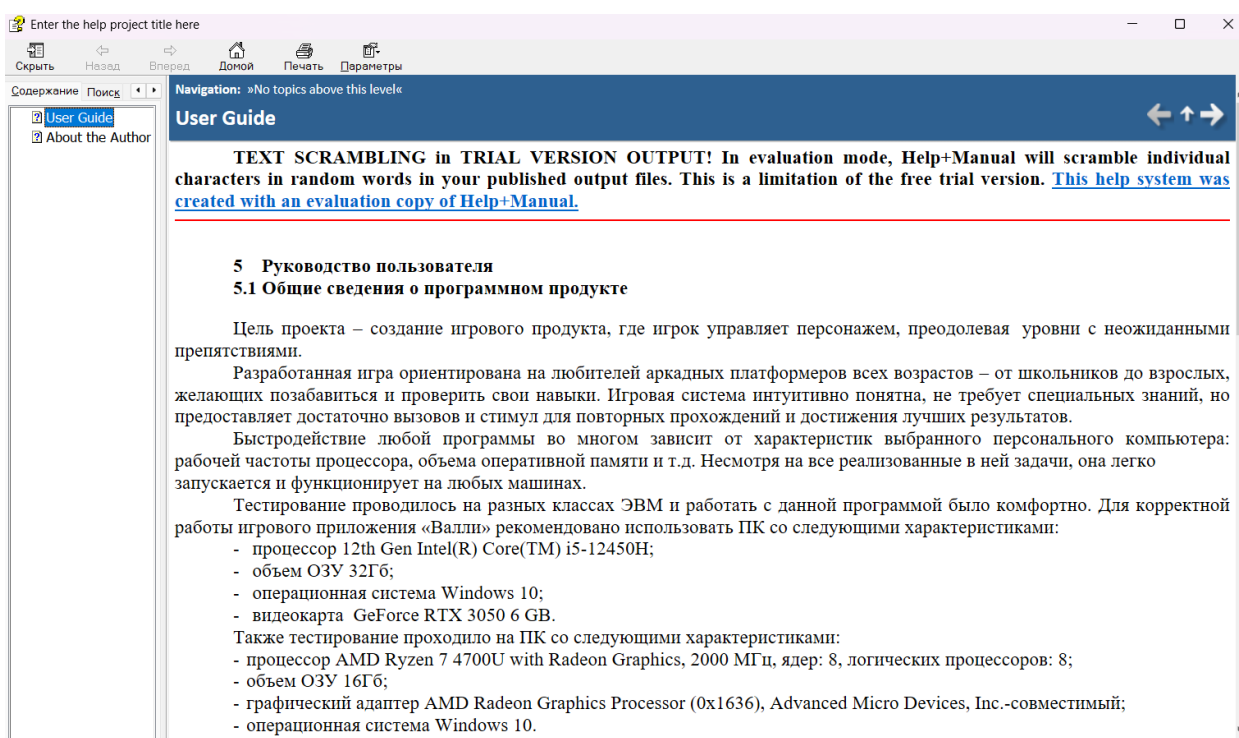 Enter the help project title here
Скрыть Назад Вперед Домой Печать Параметры
Содержание Поиск
User Guide
About the Author
Navigation: »No topics above this level«
User Guide
TEXT SCRAMBLING in TRIAL VERSION OUTPUT! In evaluation mode, Help+Manual will scramble individual
characters in random words in your published output files. This is a limitation of the free trial version. This help system was
created with an evaluation copy of Help+Manual.
5 Руководство пользователя
5.1 Общие сведения о программном продукте
Цель проекта – создание игрового продукта, где игрок управляет персонажем, преодолевая уровни с неожиданными
препятствиями.
Разработанная игра ориентирована на любителей аркадных платформеров всех возрастов – от школьников до взрослых,
желающих позабавиться и проверить свои навыки. Игровая система интуитивно понятна, не требует специальных знаний, но
предоставляет достаточно вызовов и стимул для повторных прохождений и достижения лучших результатов.
Быстродействие любой программы во многом зависит от характеристик выбранного персонального компьютера:
рабочей частоты процессора, объема оперативной памяти и т.д. Несмотря на все реализованные в ней задачи, она легко
запускается и функционирует на любых машинах.
Тестирование проводилось на разных классах ЭВМ и работать с данной программой было комфортно. Для корректной
работы игрового приложения «Валли» рекомендовано использовать ПК со следующими характеристиками:
- процессор 12th Gen Intel(R) Core(TM) i5-12450H;
- объем ОЗУ 32Гб;
- операционная система Windows 10;
- видеокарта GeForce RTX 3050 6 GB.
Также тестирование проходило на ПК со следующими характеристиками:
- процессор AMD Ryzen 7 4700U with Radeon Graphics, 2000 МГц, ядер: 8, логических процессоров: 8;
- объем ОЗУ 16Гб;
- графический адаптер AMD Radeon Graphics Processor (0x1636), Advanced Micro Devices, Inc.-совместимый;
- операционная система Windows 10.